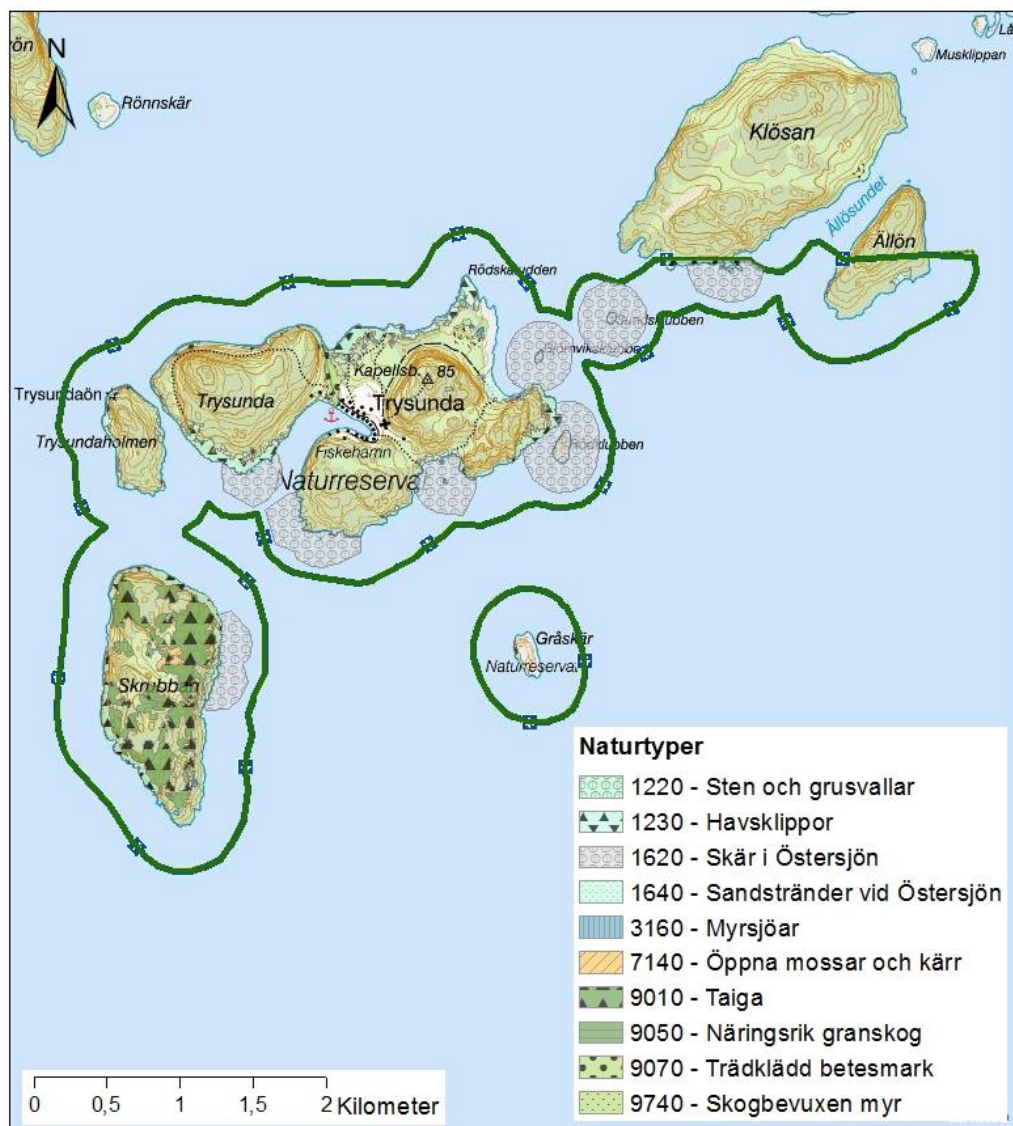 N
Rönnskär
Musklippan
Klösan
Ällösundet
Ällön
Rödskärudden
Kapellsb.
85
Trysundaön
Trysunda
Trysunda
Trysundaholmen
Fiskehamn
Naturreservat
Skrubban
Gråskär
Naturreservat
Naturtyper
1220 - Sten och grusvallar
1230 - Havsklippor
1620 - Skär i Östersjön
1640 - Sandstränder vid Östersjön
3160 - Myrsjöar
7140 - Öppna mossar och kärr
9010 - Taiga
9050 - Näringsrik granskog
9070 - Trädklädd betesmark
9740 - Skogbevuxen myr
0 0,5 1 1,5 2 Kilometer